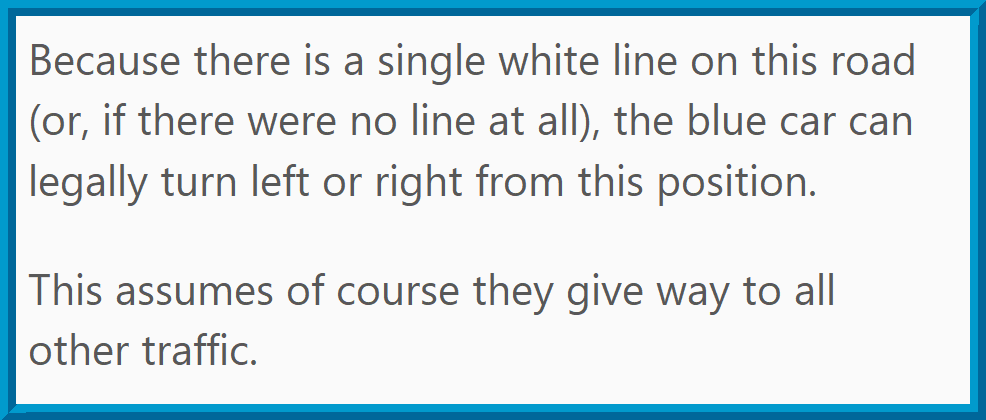 Because there is a single white line on this road
(or, if there were no line at all), the blue car can
legally turn left or right from this position.
This assumes of course they give way to all
other traffic.